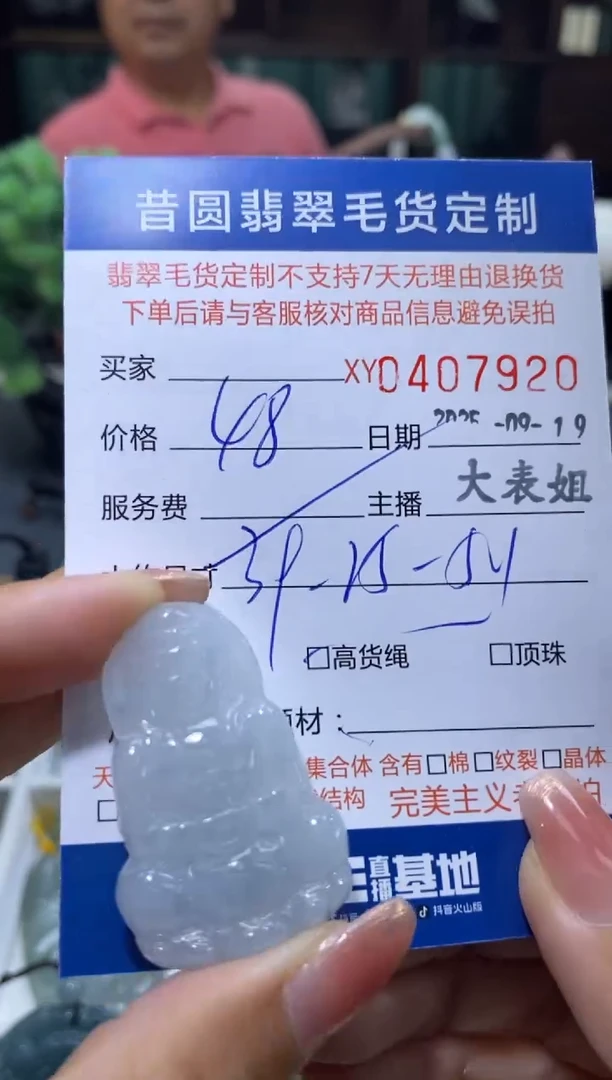 昔圆翡翠毛货定制
翡翠毛货定制不支持7天无理由退换货
下单后请与客服核对商品信息避免误拍
买家 XY0407920
价格 48 日期 2025-09-19
服务费 主播 大表姐
高货绳 顶珠
材：
天 集合体 含有 棉 纹裂 晶体
结构 完美主义 拍
直播基地
抖音火山版